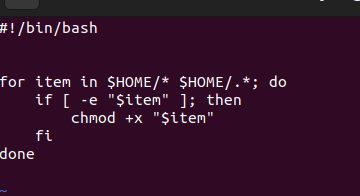 #!/bin/bash
for item in $HOME/* $HOME/.*; do
    if [ -e "$item" ]; then
        chmod +x "$item"
    fi
done
~